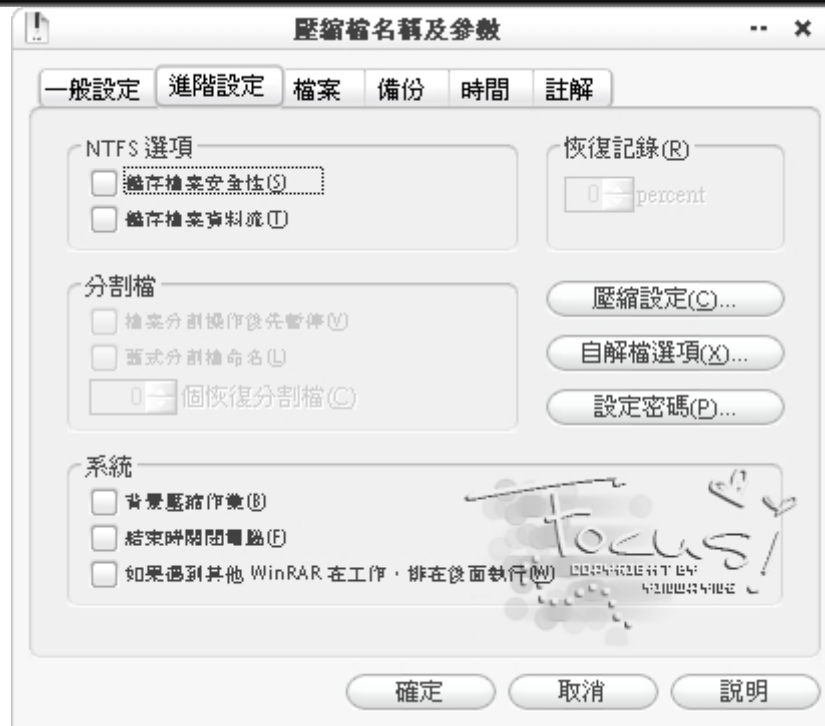 壓縮檔名稱及參數
一般設定 進階設定 檔案 備份 時間 註解
NTFS 選項
儲存檔案安全性(S)
儲存檔案資料流(T)
恢復記錄(R)
0 percent
分割檔
檔案分割操作後先暫停(V)
舊式分割檔命名(L)
0 個恢復分割檔(C)
壓縮設定(C)...
自解檔選項(X)...
設定密碼(P)...
系統
背景壓縮作業(B)
結束時關閉電腦(F)
如果遇到其他 WinRAR 在工作，排在後面執行(W)
Focus!
COPYRIGHT BY
確定 取消 說明